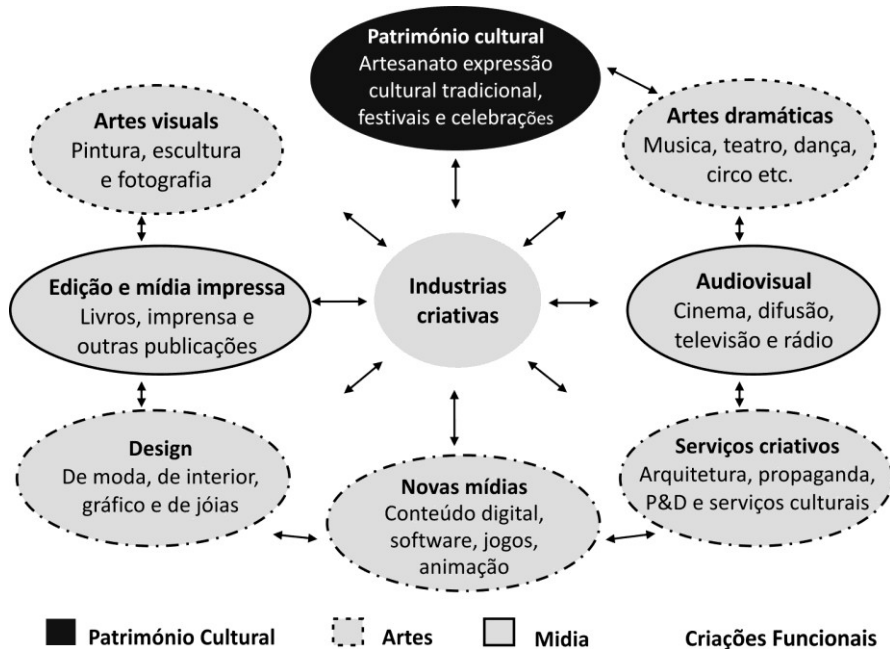 Património cultural
Artesanato expressão
cultural tradicional,
festivais e celebrações
Artes visuals
Pintura, escultura
e fotografia
Artes dramáticas
Musica, teatro, dança,
circo etc.
Edição e mídia impressa
Livros, imprensa e
outras publicações
Industrias
criativas
Audiovisual
Cinema, difusão,
televisão e rádio
Design
De moda, de interior,
gráfico e de jóias
Novas mídias
Conteúdo digital,
software, jogos,
animação
Serviços criativos
Arquitetura, propaganda,
P&D e serviços culturais
Património Cultural
Artes
Midia
Criações Funcionais